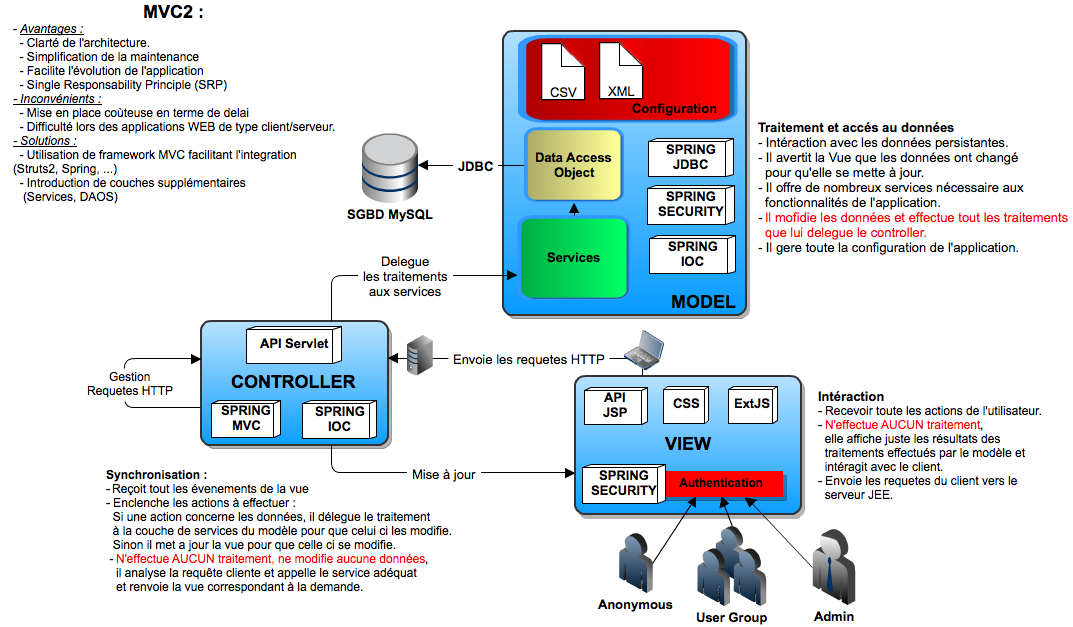 MVC2 :
- Avantages :
- Clarté de l'architecture.
- Simplification de la maintenance
- Facilite l'évolution de l'application
- Single Responsability Principle (SRP)
- Inconvénients :
- Mise en place coùteuse en terme de delai
- Difficulté lors des applications WEB de type client/serveur.
- Solutions :
- Utilisation de framework MVC facilitant l'integration
(Struts2, Spring, ...)
- Introduction de couches supplémentaires
(Services, DAOS)
CSV
XML
Configuration
Data Access
Object
JDBC
SGBD MySQL
SPRING
JDBC
SPRING
SECURITY
SPRING
IOC
Services
MODEL
Traitement et accés au données
- Intéraction avec les données persistantes.
- Il avertit la Vue que les données ont changé
pour qu'elle se mette à jour.
- Il offre de nombreux services nécessaire aux
fonctionnalités de l'application.
- Il mofidie les données et effectue tout les traitements
que lui delegue le controller.
- Il gere toute la configuration de l'application.
Delegue
les traitements
aux services
API Servlet
CONTROLLER
SPRING
MVC
SPRING
IOC
Gestion
Requetes HTTP
Envoie les requetes HTTP
API
JSP
CSS
ExtJS
VIEW
SPRING
SECURITY
Authentication
Mise à jour
Intéraction
- Recevoir toute les actions de l'utilisateur.
- N'effectue AUCUN traitement,
elle affiche juste les résultats des
traitements effectués par le modèle et
intéragit avec le client.
- Envoie les requetes du client vers le
serveur JEE.
Synchronisation :
- Reçoit tout les évenements de la vue
- Enclenche les actions à effectuer :
Si une action concerne les données, il délegue le traitement
à la couche de services du modèle pour que celui ci les modifie.
Sinon il met a jour la vue pour que celle ci se modifie.
- N'effectue AUCUN traitement, ne modifie aucune données,
il analyse la requête cliente et appelle le service adéquat
et renvoie la vue correspondant à la demande.
Anonymous
User Group
Admin